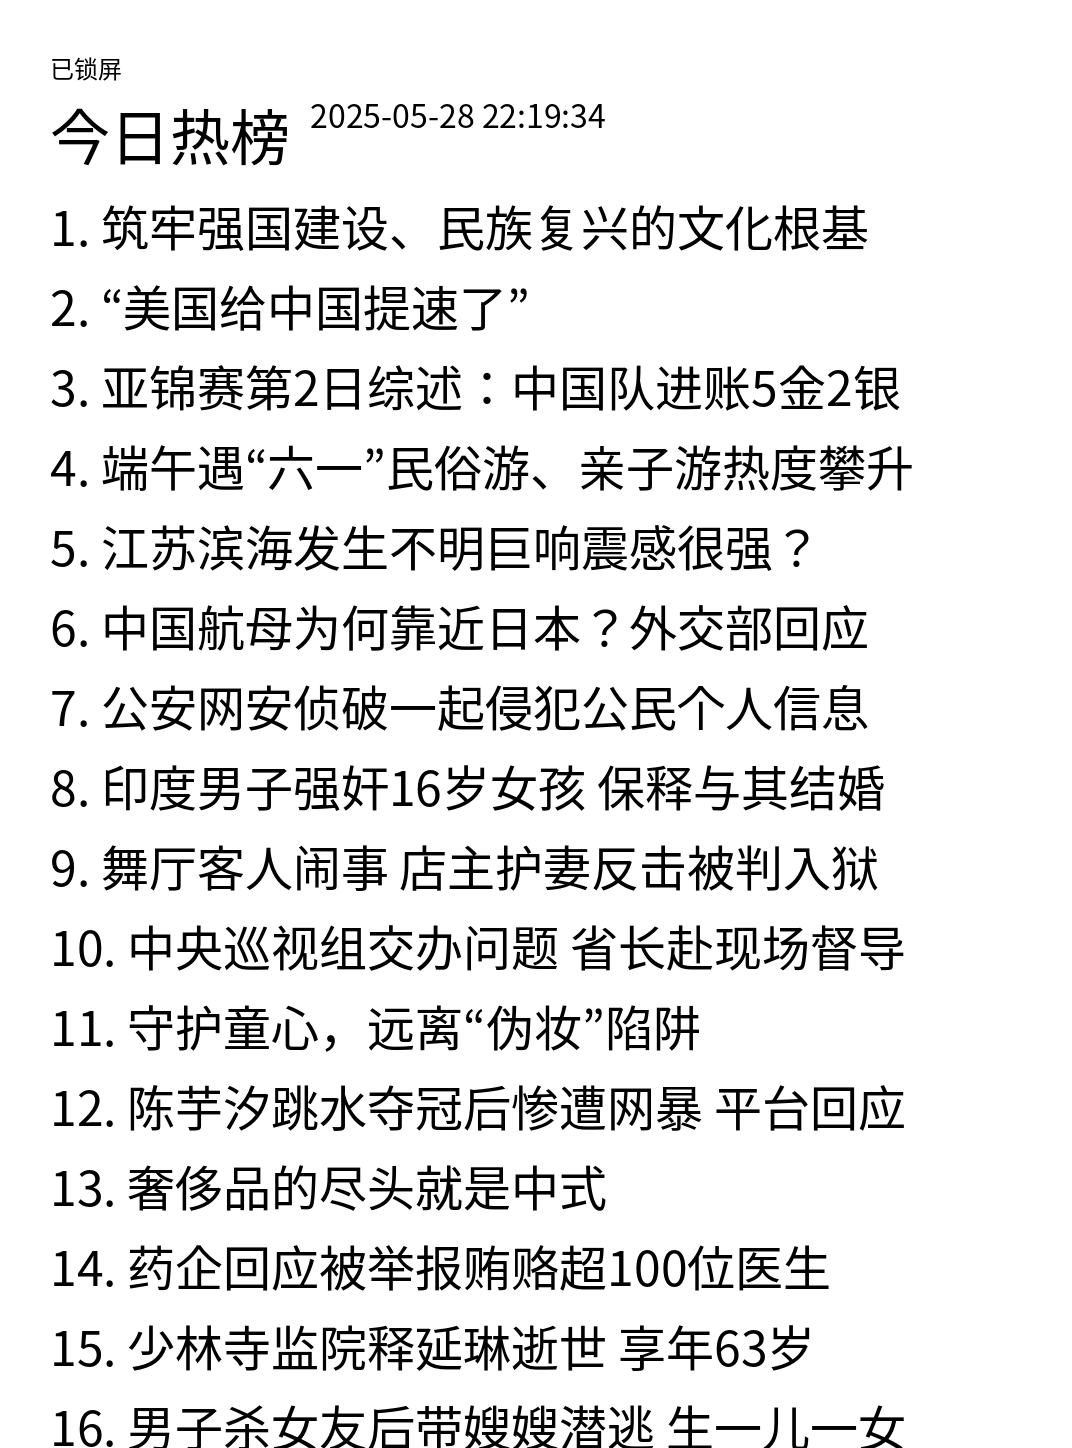 已锁屏
今日热榜 2025-05-28 22:19:34
1. 筑牢强国建设、民族复兴的文化根基
2. “美国给中国提速了”
3. 亚锦赛第2日综述：中国队进账5金2银
4. 端午遇“六一”民俗游、亲子游热度攀升
5. 江苏滨海发生不明巨响震感很强？
6. 中国航母为何靠近日本？外交部回应
7. 公安网安侦破一起侵犯公民个人信息
8. 印度男子强奸16岁女孩 保释与其结婚
9. 舞厅客人闹事 店主护妻反击被判入狱
10. 中央巡视组交办问题 省长赴现场督导
11. 守护童心，远离“伪妆”陷阱
12. 陈芋汐跳水夺冠后惨遭网暴 平台回应
13. 奢侈品的尽头就是中式
14. 药企回应被举报贿赂超100位医生
15. 少林寺监院释延琳逝世 享年63岁
16. 男子杀女友后带嫂嫂潜逃 生一儿一女